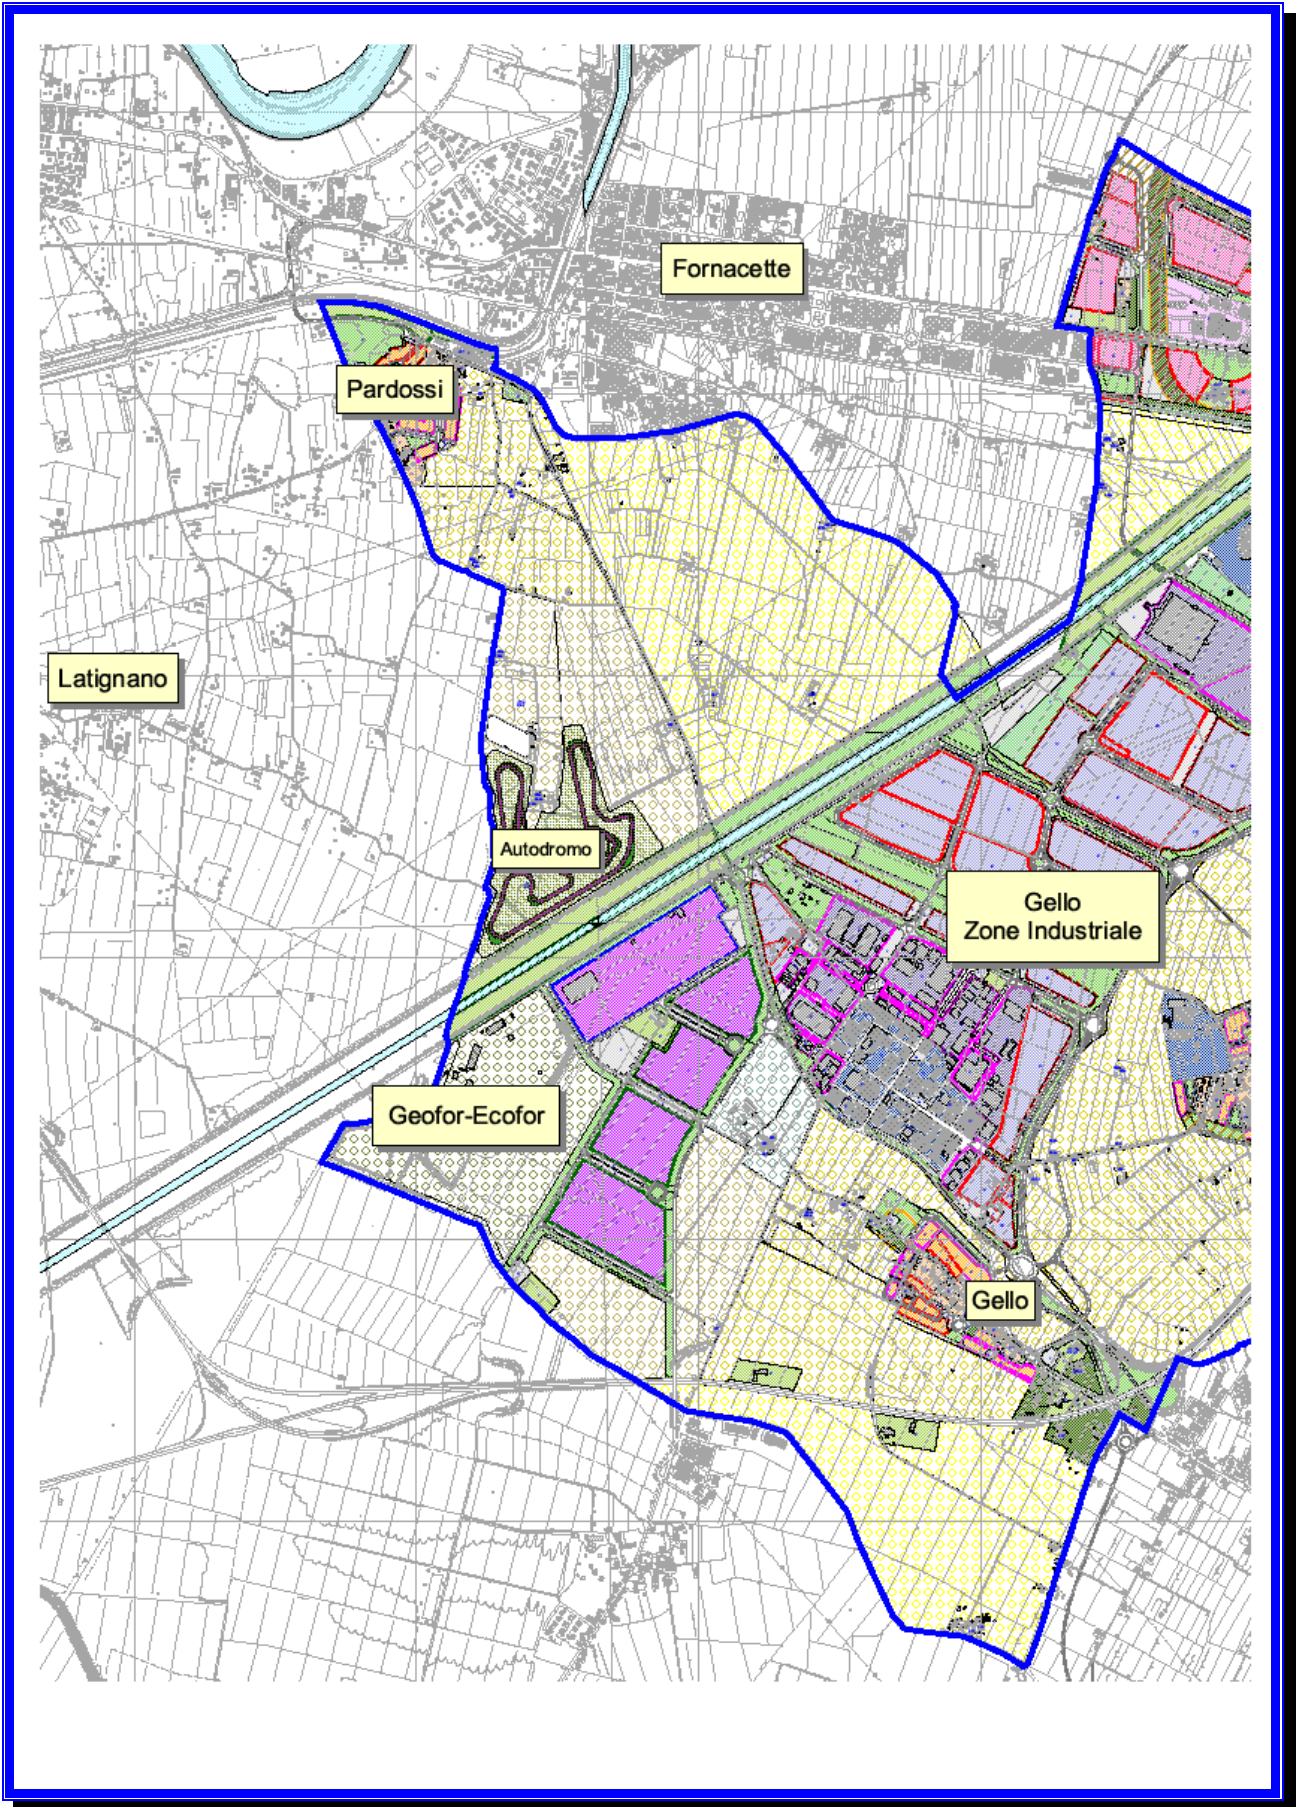 Fornacette
Pardossi
Latignano
Autodromo
Gello
Zone Industriale
Geofor-Ecofor
Gello